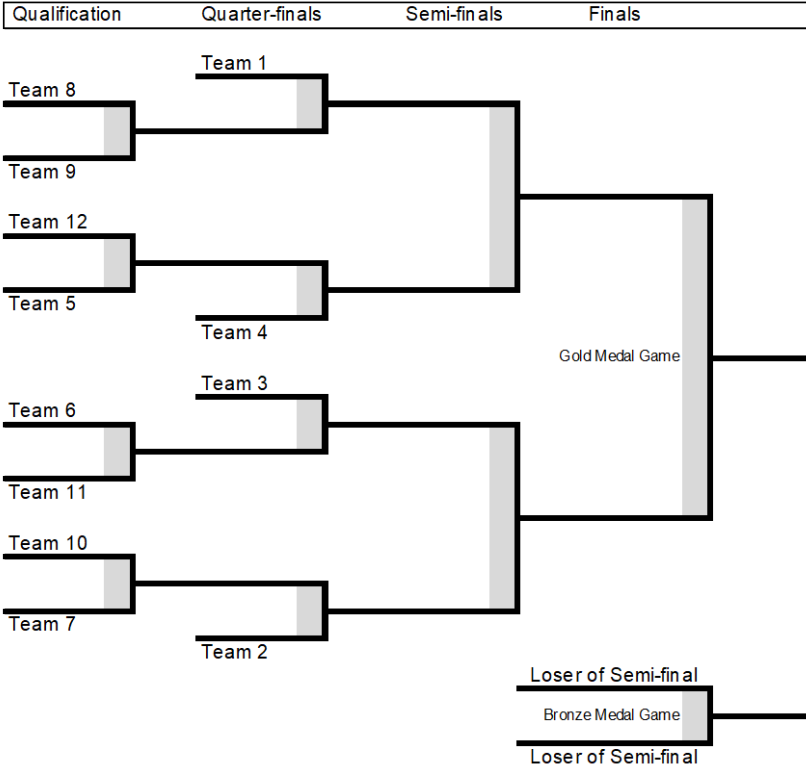 Qualification Quarter-finals Semi-finals Finals
Team 1
Team 8
Team 9
Team 12
Team 5
Team 4
Gold Medal Game
Team 3
Team 6
Team 11
Team 10
Team 7
Team 2
Loser of Semi-final
Bronze Medal Game
Loser of Semi-final